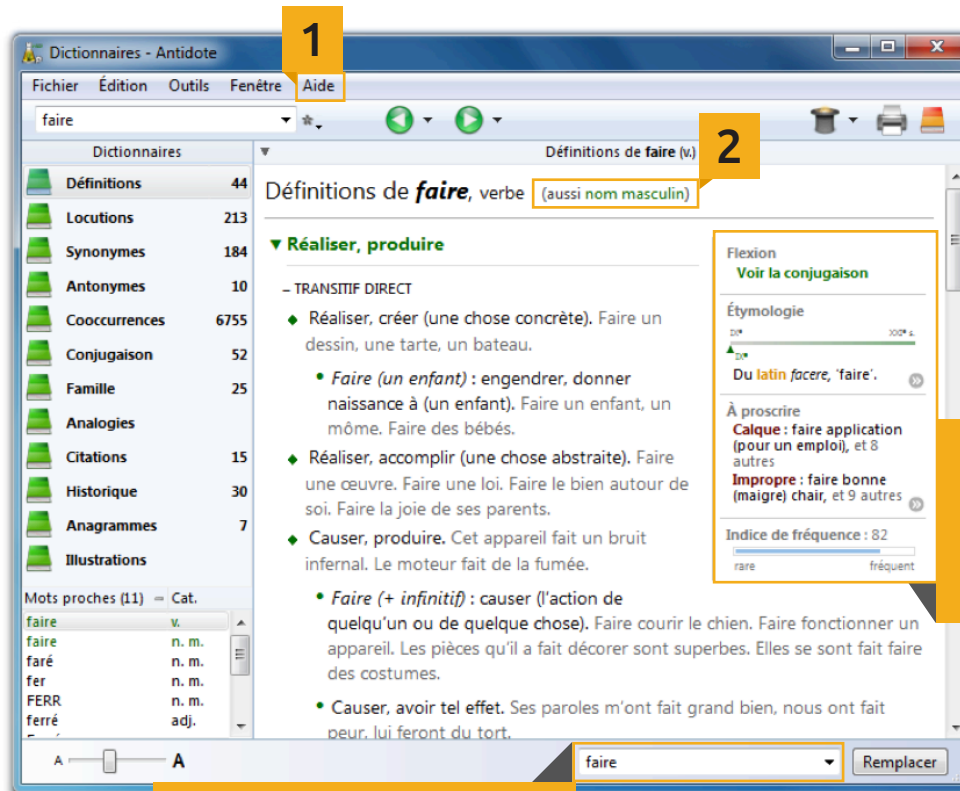 1
Dictionnaires - Antidote
Fichier Édition Outils Fenêtre Aide
faire
Dictionnaires
Définitions de faire (v.)
2
Définitions 44
Locutions 213
Synonymes 184
Antonymes 10
Cooccurrences 6755
Conjugaison 52
Famille 25
Analogies
Citations 15
Historique 30
Anagrammes 7
Illustrations
Mots proches (11) Cat.
faire v.
faire n. m.
faré n. m.
fer n. m.
FERR n. m.
ferré adj.
Définitions de faire, verbe (aussi nom masculin)
Réaliser, produire
– TRANSITIF DIRECT
Réaliser, créer (une chose concrète). Faire un
dessin, une tarte, un bateau.
Faire (un enfant) : engendrer, donner
naissance à (un enfant). Faire un enfant, un
môme. Faire des bébés.
Réaliser, accomplir (une chose abstraite). Faire
une œuvre. Faire une loi. Faire le bien autour de
soi. Faire la joie de ses parents.
Causer, produire. Cet appareil fait un bruit
infernal. Le moteur fait de la fumée.
Faire (+ infinitif) : causer (l'action de
quelqu'un ou de quelque chose). Faire courir le chien. Faire fonctionner un
appareil. Les pièces qu'il a fait décorer sont superbes. Elles se sont fait faire
des costumes.
Causer, avoir tel effet. Ses paroles m'ont fait grand bien, nous ont fait
peur, lui feront du tort.
Flexion
Voir la conjugaison
Étymologie
IXe XXIe s.
IXe
Du latin facere, 'faire'.
À proscrire
Calque : faire application
(pour un emploi), et 8
autres
Impropre : faire bonne
(maigre) chair, et 9 autres
Indice de fréquence : 82
rare fréquent
A A
faire
Remplacer